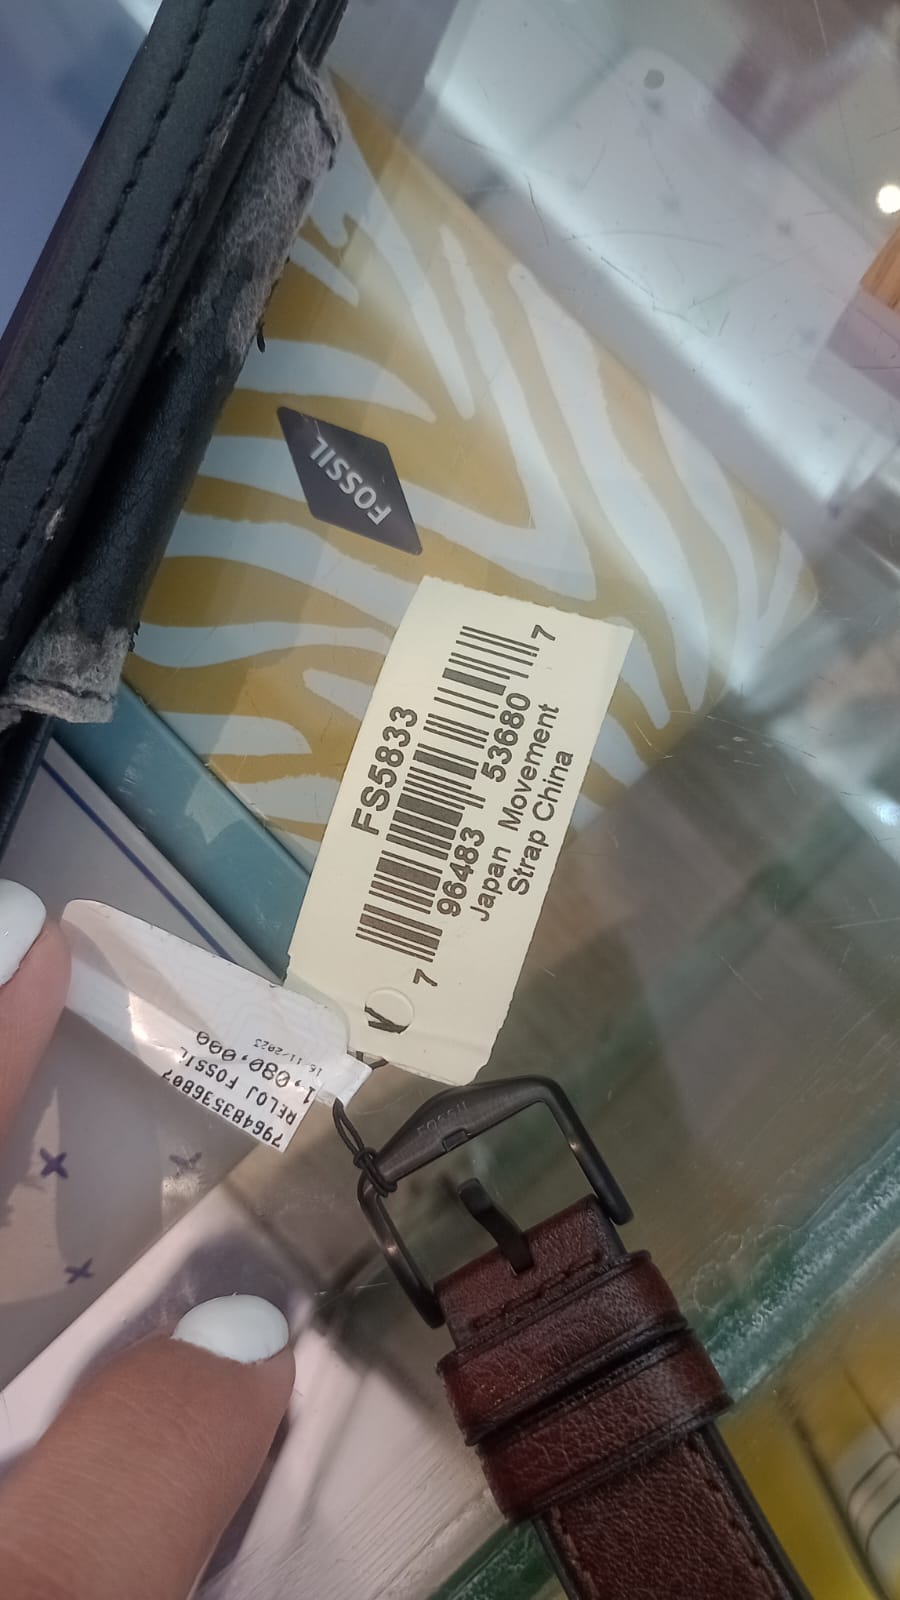 FOSSIL
FS5833
7 96483 53680 7
Japan Movement
Strap China
796483536807
RELOJ FOSSIL
1,080,000
16/11/2023
FOSSIL